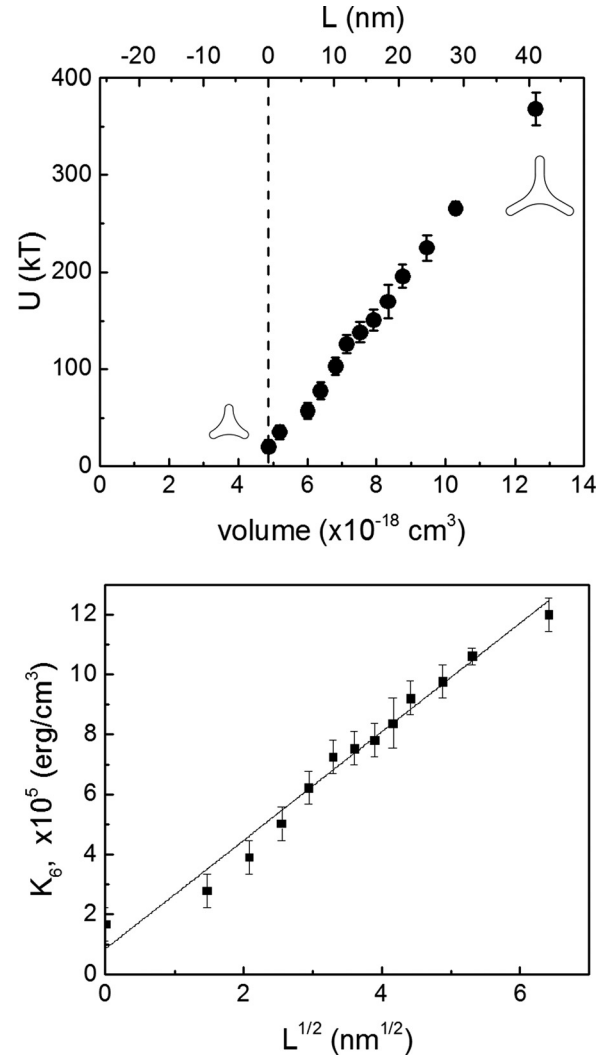 L (nm)
-20 -10 0 10 20 30 40
400
300
200
100
0
U (kT)
0 2 4 6 8 10 12 14
volume (x10⁻¹⁸ cm³)
12
10
8
6
4
2
0
K₆, x10⁵ (erg/cm³)
0 2 4 6
L¹/² (nm¹/²)